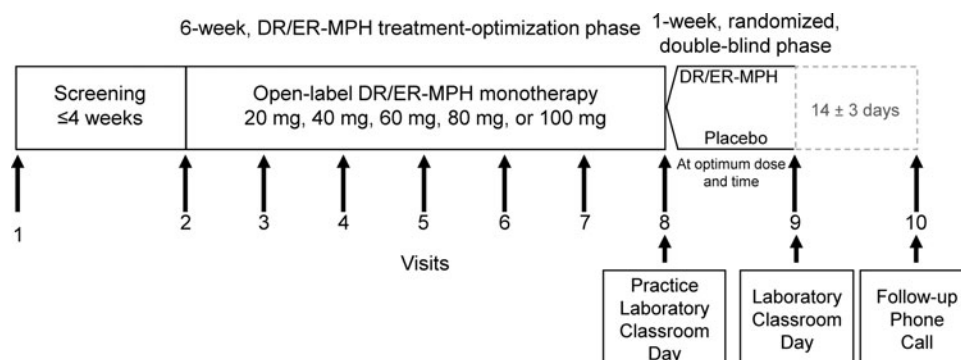 6-week, DR/ER-MPH treatment-optimization phase
1-week, randomized,
double-blind phase
Screening
≤4 weeks
Open-label DR/ER-MPH monotherapy
20 mg, 40 mg, 60 mg, 80 mg, or 100 mg
DR/ER-MPH
Placebo
14 ± 3 days
At optimum dose
and time
1
2
3
4
5
6
7
8
9
10
Visits
Practice
Laboratory
Classroom
Day
Laboratory
Classroom
Day
Follow-up
Phone
Call